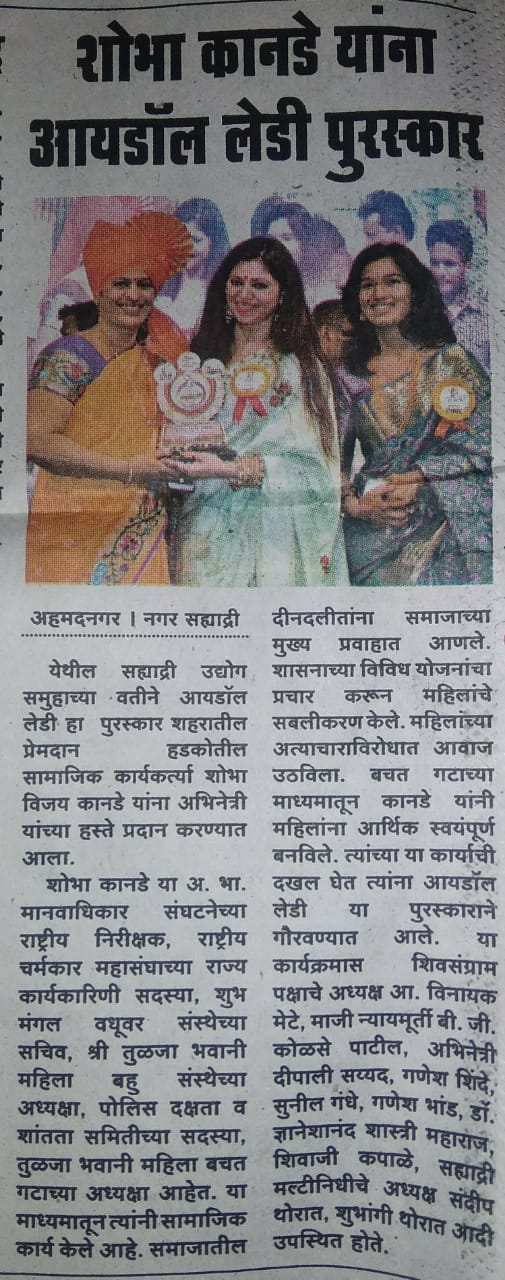 शोभा कानडे यांना
आयडॉल लेडी पुरस्कार
अहमदनगर । नगर सह्याद्री
येथील सह्याद्री उद्योग
समुहाच्या वतीने आयडॉल
लेडी हा पुरस्कार शहरातील
प्रेमदान हडकोतील
सामाजिक कार्यकर्त्या शोभा
विजय कानडे यांना अभिनेत्री
यांच्या हस्ते प्रदान करण्यात
आला.
शोभा कानडे या अ. भा.
मानवाधिकार संघटनेच्या
राष्ट्रीय निरीक्षक, राष्ट्रीय
चर्मकार महासंघाच्या राज्य
कार्यकारिणी सदस्या, शुभ
मंगल वधूवर संस्थेच्या
सचिव, श्री तुळजा भवानी
महिला बहु संस्थेच्या
अध्यक्षा, पोलिस दक्षता व
शांतता समितीच्या सदस्या,
तुळजा भवानी महिला बचत
गटाच्या अध्यक्षा आहेत. या
माध्यमातून त्यांनी सामाजिक
कार्य केले आहे. समाजातील
दीनदलीतांना समाजाच्या
मुख्य प्रवाहात आणले.
शासनाच्या विविध योजनांचा
प्रचार करून महिलांचे
सबलीकरण केले. महिलांच्या
अत्याचाराविरोधात आवाज
उठविला. बचत गटाच्या
माध्यमातून कानडे यांनी
महिलांना आर्थिक स्वयंपूर्ण
बनविले. त्यांच्या या कार्याची
दखल घेत त्यांना आयडॉल
लेडी या पुरस्काराने
गौरवण्यात आले. या
कार्यक्रमास शिवसंग्राम
पक्षाचे अध्यक्ष आ. विनायक
मेटे, माजी न्यायमूर्ती बी. जी.
कोळसे पाटील, अभिनेत्री
दीपाली सय्यद, गणेश शिंदे,
सुनील गंधे, गणेश भांड, डॉ.
ज्ञानेशानंद शास्त्री महाराज,
शिवाजी कपाळे, सह्याद्री
मल्टीनिधीचे अध्यक्ष संदीप
थोरात, शुभांगी थोरात आदी
उपस्थित होते.